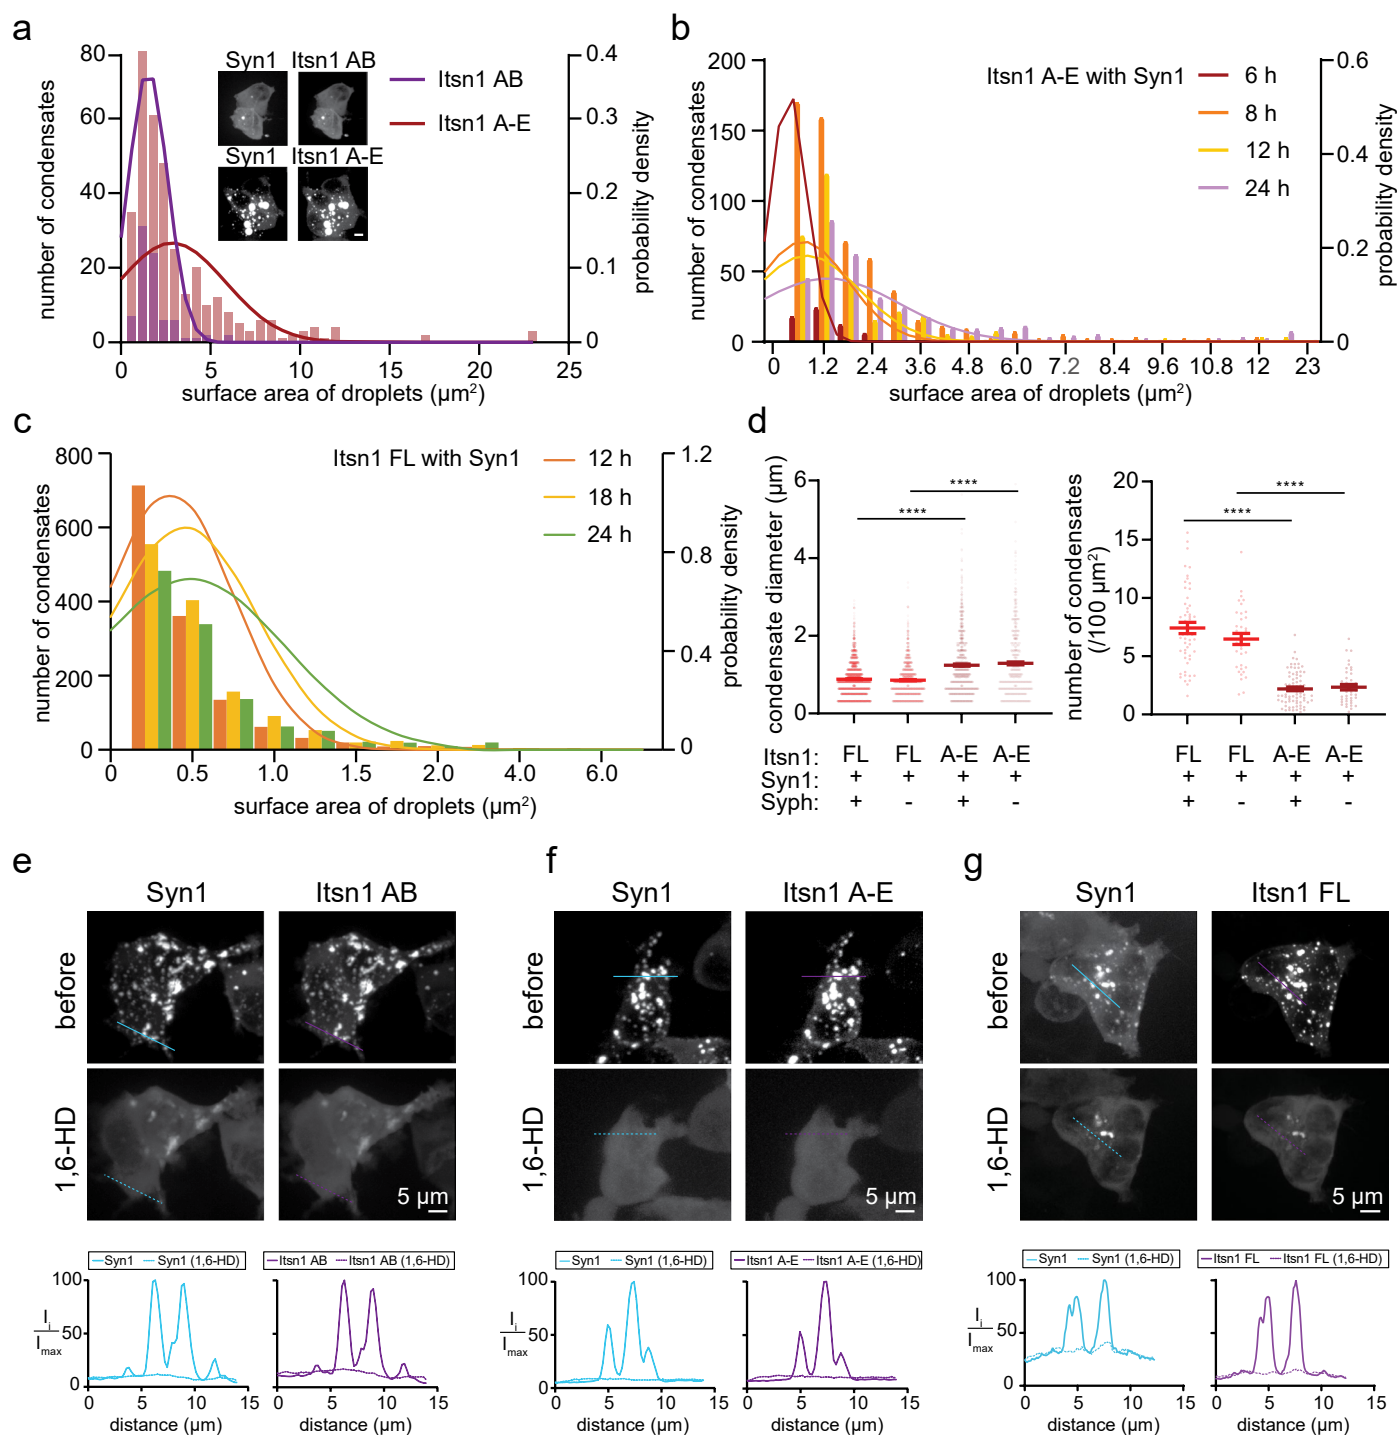 a
80
60
40
20
0
number of condensates
0.4
0.3
0.2
0.1
0
probability density
Syn1 Itsn1 AB
Syn1 Itsn1 A-E
Itsn1 AB
Itsn1 A-E
0 5 10 15 20 25
surface area of droplets (µm²)
b
200
150
100
50
0
number of condensates
0.6
0.4
0.2
0
probability density
Itsn1 A-E with Syn1
6 h
8 h
12 h
24 h
0 1.2 2.4 3.6 4.8 6.0 7.2 8.4 9.6 10.8 12 23
surface area of droplets (µm²)
c
800
600
400
200
0
number of condensates
1.2
0.8
0.4
0
probability density
Itsn1 FL with Syn1
12 h
18 h
24 h
0 0.5 1.0 1.5 2.0 4.0 6.0
surface area of droplets (µm²)
d
6
4
2
0
condensate diameter (µm)
****
****
20
15
10
5
0
number of condensates
(/100 µm²)
****
****
Itsn1: FL FL A-E A-E FL FL A-E A-E
Syn1: + + + + + + + +
Syph: + - + - + - + -
e
Syn1 Itsn1 AB
before
1,6-HD
5 µm
Syn1 Syn1 (1,6-HD)
Itsn1 AB Itsn1 AB (1,6-HD)
100
50
0
Ii
Imax
0 5 10 15
distance (µm)
0 5 10 15
distance (µm)
f
Syn1 Itsn1 A-E
before
1,6-HD
5 µm
Syn1 Syn1 (1,6-HD)
Itsn1 A-E Itsn1 A-E (1,6-HD)
100
50
0
Ii
Imax
0 5 10 15
distance (µm)
0 5 10 15
distance (µm)
g
Syn1 Itsn1 FL
before
1,6-HD
5 µm
Syn1 Syn1 (1,6-HD)
Itsn1 FL Itsn1 FL (1,6-HD)
100
50
0
Ii
Imax
0 5 10 15
distance (µm)
0 5 10 15
distance (µm)